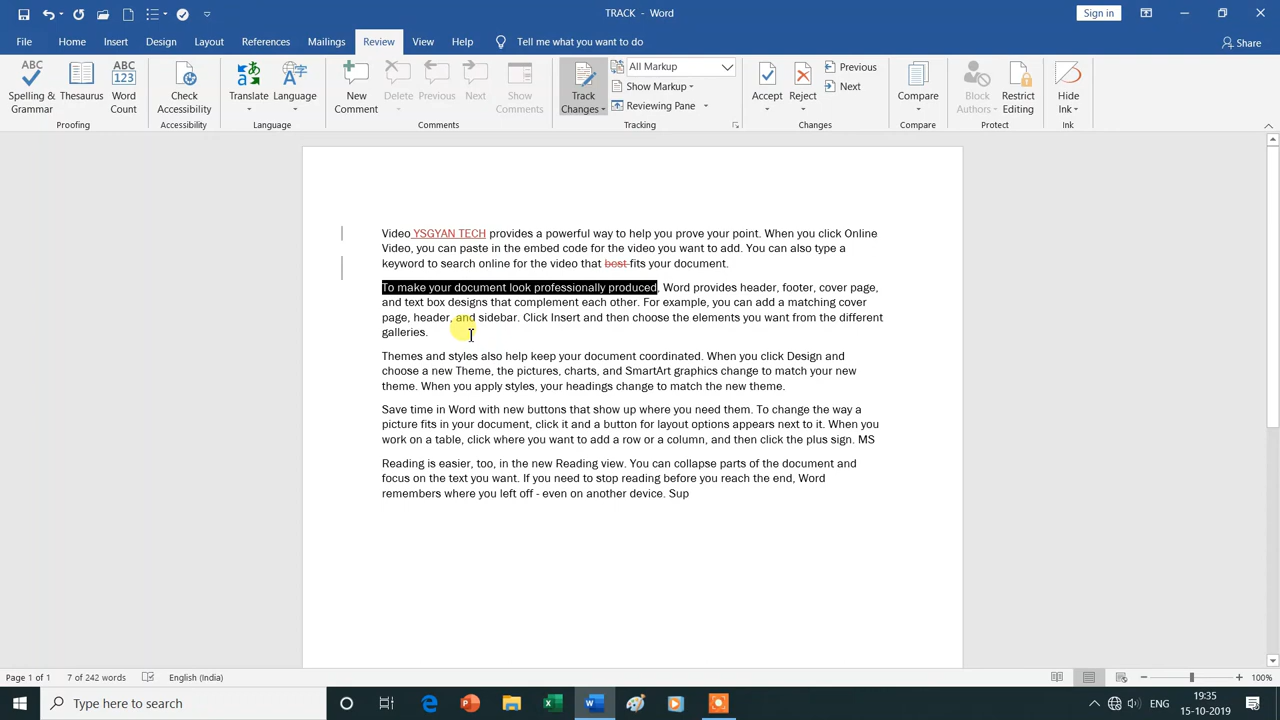 TRACK - Word
Sign in
File Home Insert Design Layout References Mailings Review View Help Tell me what you want to do Share
ABC Spelling & Grammar
Thesaurus
ABC 123 Word Count
Check Accessibility
Translate
Language
New Comment
Delete
Previous
Next
Show Comments
Track Changes
All Markup
Show Markup
Reviewing Pane
Accept
Reject
Previous
Next
Compare
Block Authors
Restrict Editing
Hide Ink
Proofing Accessibility Language Comments Tracking Changes Compare Protect Ink
Video YSGYAN TECH provides a powerful way to help you prove your point. When you click Online
Video, you can paste in the embed code for the video you want to add. You can also type a
keyword to search online for the video that best fits your document.
To make your document look professionally produced, Word provides header, footer, cover page,
and text box designs that complement each other. For example, you can add a matching cover
page, header, and sidebar. Click Insert and then choose the elements you want from the different
galleries.
Themes and styles also help keep your document coordinated. When you click Design and
choose a new Theme, the pictures, charts, and SmartArt graphics change to match your new
theme. When you apply styles, your headings change to match the new theme.
Save time in Word with new buttons that show up where you need them. To change the way a
picture fits in your document, click it and a button for layout options appears next to it. When you
work on a table, click where you want to add a row or a column, and then click the plus sign. MS
Reading is easier, too, in the new Reading view. You can collapse parts of the document and
focus on the text you want. If you need to stop reading before you reach the end, Word
remembers where you left off - even on another device. Sup
Page 1 of 1 7 of 242 words English (India) 100%
Type here to search
ENG
19:35
15-10-2019